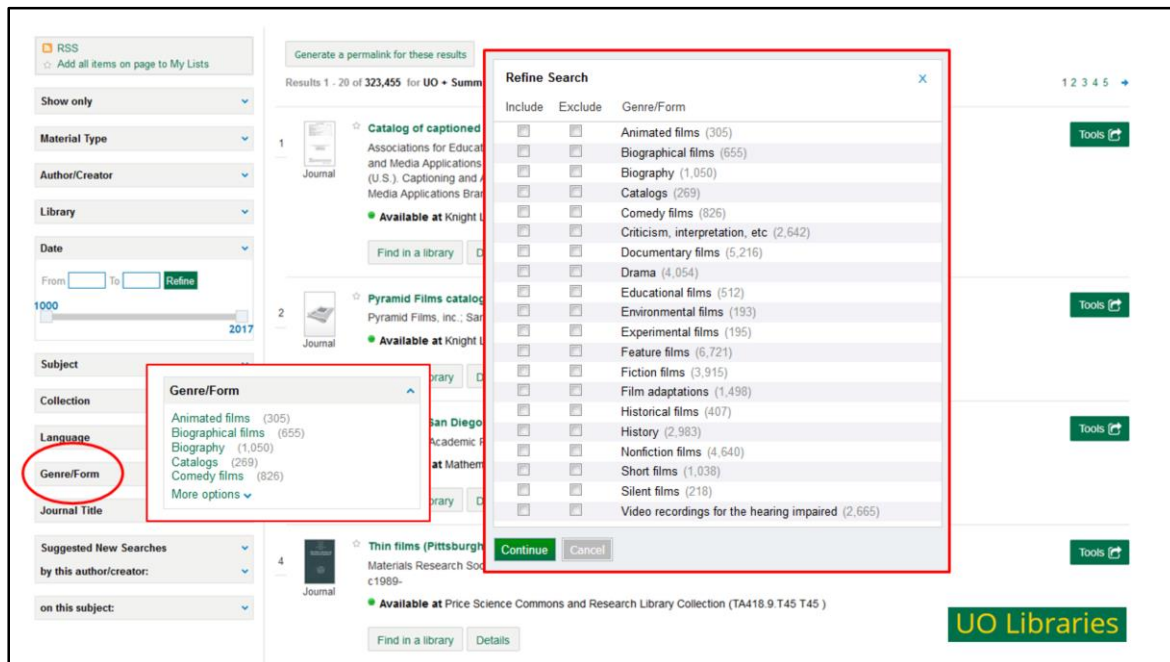 RSS
Add all items on page to My Lists
Show only
Material Type
Author/Creator
Library
Date
From To Refine
1000
2017
Subject
Collection
Language
Genre/Form
Journal Title
Suggested New Searches
by this author/creator:
on this subject:
Genre/Form
Animated films (305)
Biographical films (655)
Biography (1,050)
Catalogs (269)
Comedy films (826)
More options
Generate a permalink for these results
Results 1 - 20 of 323,455 for UO + Summ
1 2 3 4 5
1
Journal
Catalog of captioned
Associations for Educat
and Media Applications
(U.S.). Captioning and
Media Applications Bran
Available at Knight L
Find in a library D
Tools
2
Journal
Pyramid Films catalog
Pyramid Films, inc.; Sar
Available at Knight L
brary D
Tools
San Diego
Academic F
at Mathem
brary D
Tools
4
Journal
Thin films (Pittsburgh
Materials Research Soc
c1989-
Available at Price Science Commons and Research Library Collection (TA418.9.T45 T45 )
Find in a library Details
Tools
Refine Search X
Include Exclude Genre/Form
Animated films (305)
Biographical films (655)
Biography (1,050)
Catalogs (269)
Comedy films (826)
Criticism, interpretation, etc (2,642)
Documentary films (5,216)
Drama (4,054)
Educational films (512)
Environmental films (193)
Experimental films (195)
Feature films (6,721)
Fiction films (3,915)
Film adaptations (1,498)
Historical films (407)
History (2,983)
Nonfiction films (4,640)
Short films (1,038)
Silent films (218)
Video recordings for the hearing impaired (2,665)
Continue Cancel
UO Libraries